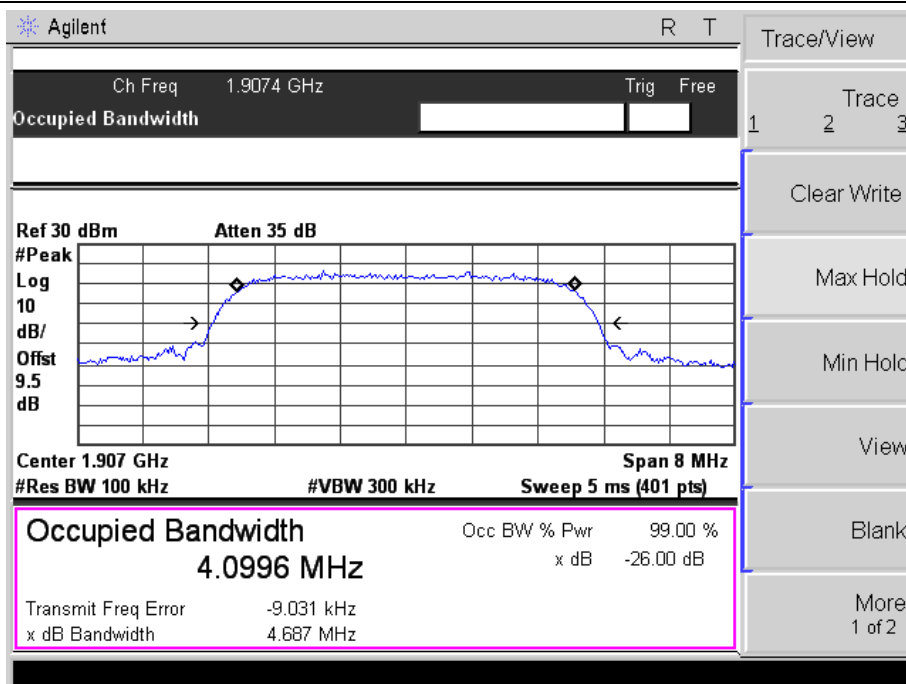 Agilent R T
Trace/View
Ch Freq 1.9074 GHz Trig Free
Occupied Bandwidth
Trace
1 2 3
Clear Write
Ref 30 dBm Atten 35 dB
#Peak
Log
10
dB/
Offst
9.5
dB
Max Hold
Min Hold
Center 1.907 GHz Span 8 MHz
#Res BW 100 kHz #VBW 300 kHz Sweep 5 ms (401 pts)
View
Occupied Bandwidth Occ BW % Pwr 99.00 %
4.0996 MHz x dB -26.00 dB
Blank
Transmit Freq Error -9.031 kHz
x dB Bandwidth 4.687 MHz
More
1 of 2